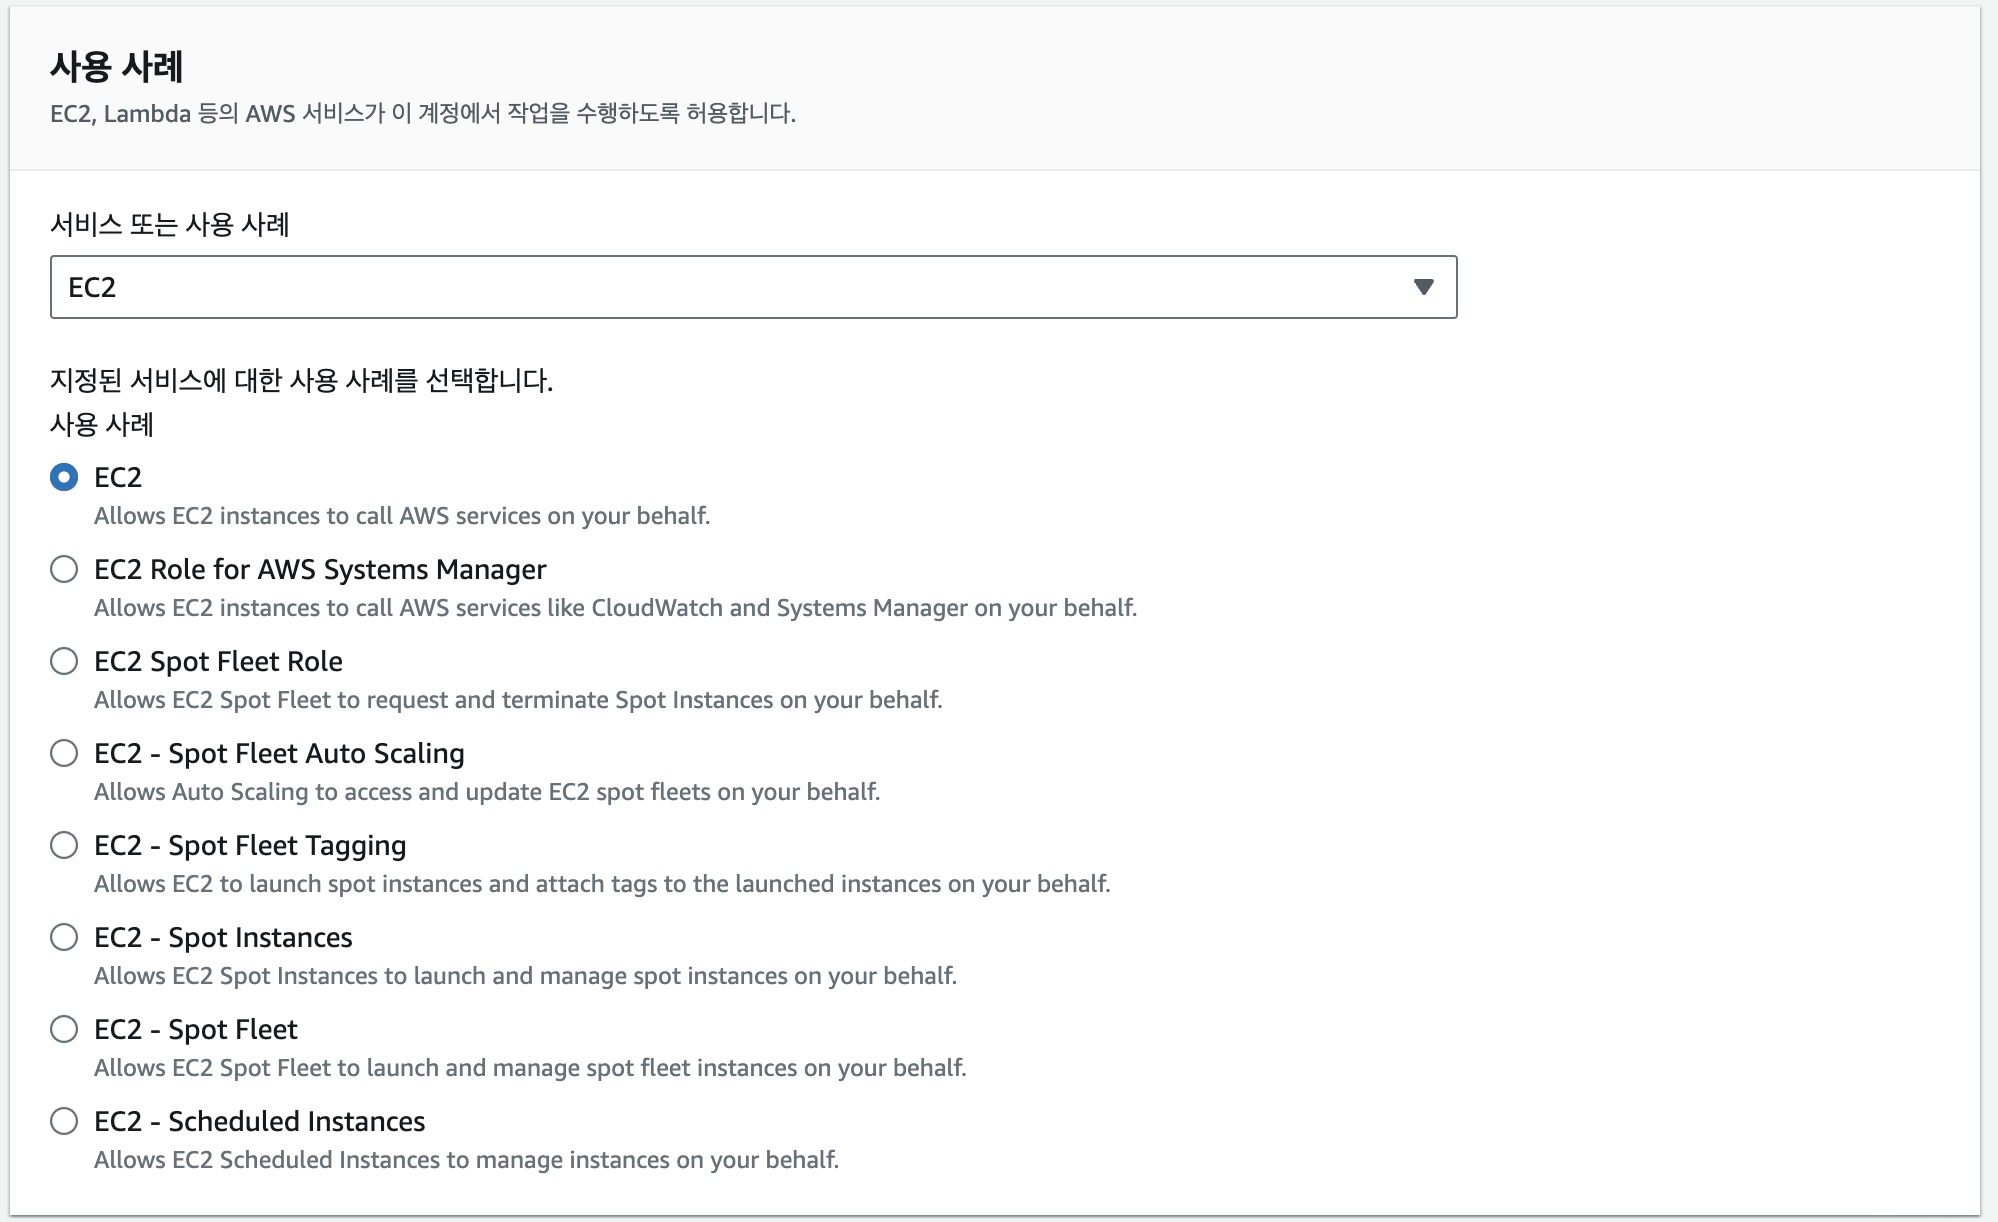 사용 사례
EC2, Lambda 등의 AWS 서비스가 이 계정에서 작업을 수행하도록 허용합니다.
서비스 또는 사용 사례
EC2
지정된 서비스에 대한 사용 사례를 선택합니다.
사용 사례
EC2
Allows EC2 instances to call AWS services on your behalf.
EC2 Role for AWS Systems Manager
Allows EC2 instances to call AWS services like CloudWatch and Systems Manager on your behalf.
EC2 Spot Fleet Role
Allows EC2 Spot Fleet to request and terminate Spot Instances on your behalf.
EC2 - Spot Fleet Auto Scaling
Allows Auto Scaling to access and update EC2 spot fleets on your behalf.
EC2 - Spot Fleet Tagging
Allows EC2 to launch spot instances and attach tags to the launched instances on your behalf.
EC2 - Spot Instances
Allows EC2 Spot Instances to launch and manage spot instances on your behalf.
EC2 - Spot Fleet
Allows EC2 Spot Fleet to launch and manage spot fleet instances on your behalf.
EC2 - Scheduled Instances
Allows EC2 Scheduled Instances to manage instances on your behalf.